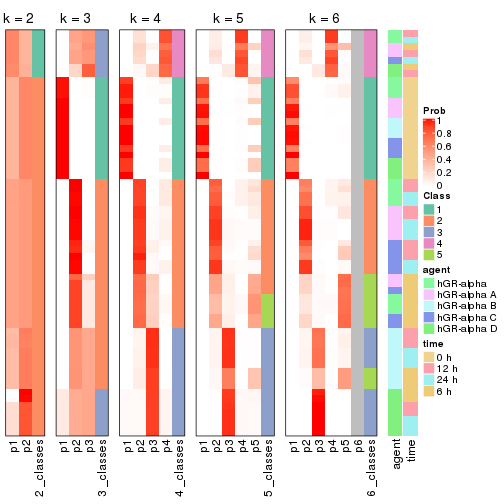 k = 2
k = 3
k = 4
k = 5
k = 6
Prob
1
0.8
0.6
0.4
0.2
0
Class
1
2
3
4
5
agent
hGR-alpha
hGR-alpha A
hGR-alpha B
hGR-alpha C
hGR-alpha D
time
0 h
12 h
24 h
6 h
p1
p2
2_classes
p1
p2
p3
3_classes
p1
p2
p3
p4
4_classes
p1
p2
p3
p4
p5
5_classes
p1
p2
p3
p4
p5
p6
6_classes
agent
time